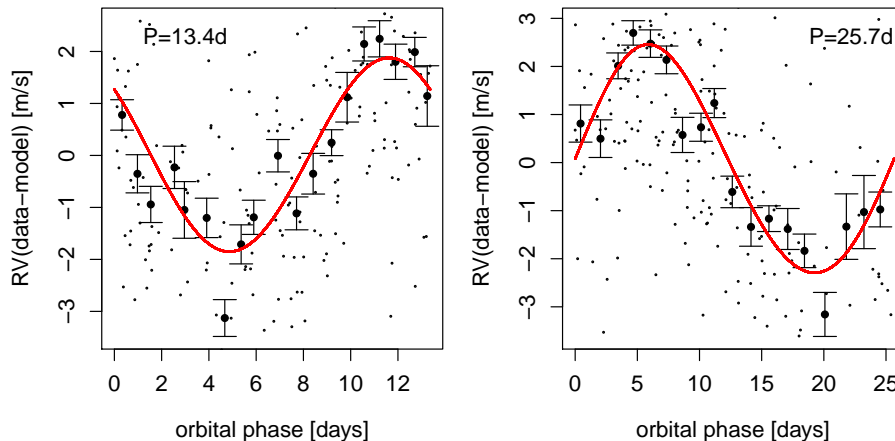 P=13.4d
RV(data−model) [m/s]
2
1
0
−1
−2
−3
0 2 4 6 8 10 12
orbital phase [days]
P=25.7d
RV(data−model) [m/s]
3
2
1
0
−1
−2
−3
0 5 10 15 20 25
orbital phase [days]